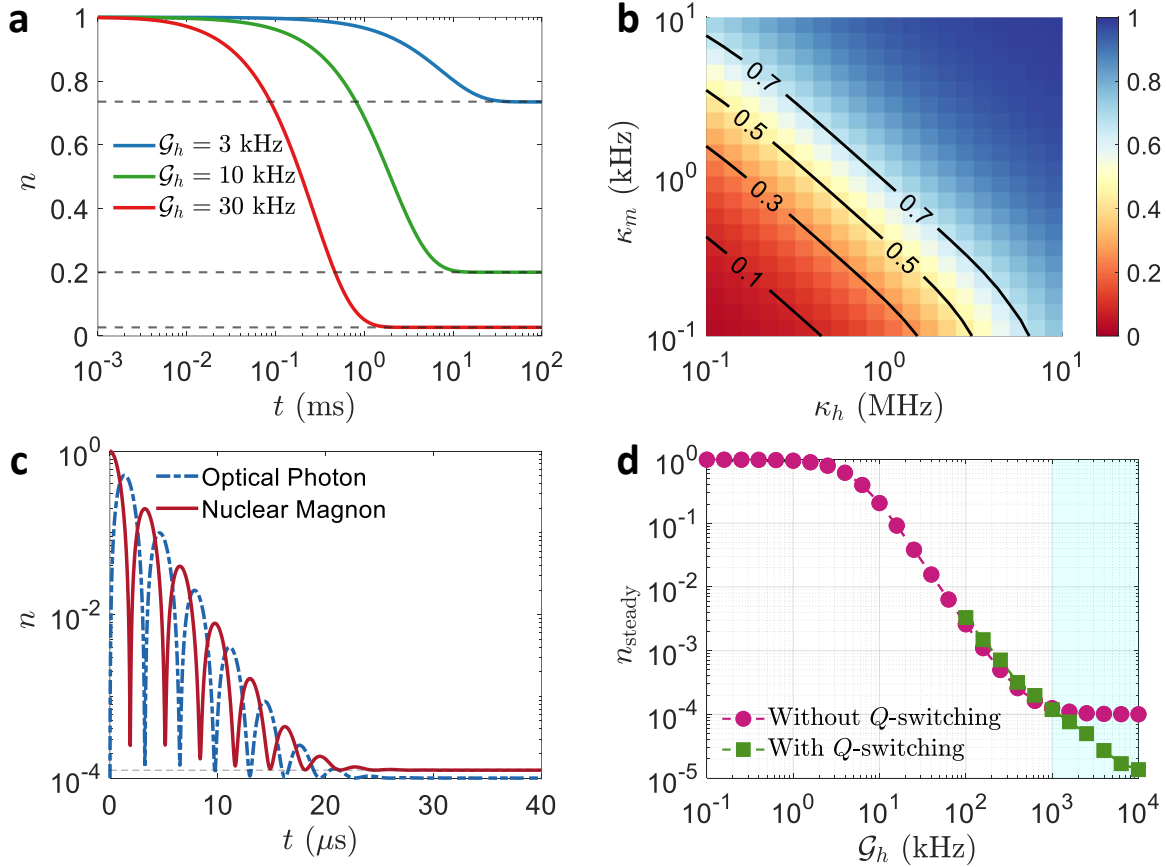 a
1
0.8
0.6
0.4
0.2
0
n
𝒢h = 3 kHz
𝒢h = 10 kHz
𝒢h = 30 kHz
10^-3
10^-2
10^-1
10^0
10^1
10^2
t (ms)
b
10^1
10^0
10^-1
κm (kHz)
0.7
0.5
0.3
0.1
0.7
0.5
10^-1
10^0
10^1
κh (MHz)
1
0.8
0.6
0.4
0.2
0
c
10^0
10^-2
10^-4
n
Optical Photon
Nuclear Magnon
0
10
20
30
40
t (μs)
d
10^0
10^-1
10^-2
10^-3
10^-4
10^-5
nsteady
Without Q-switching
With Q-switching
10^-1
10^0
10^1
10^2
10^3
10^4
𝒢h (kHz)